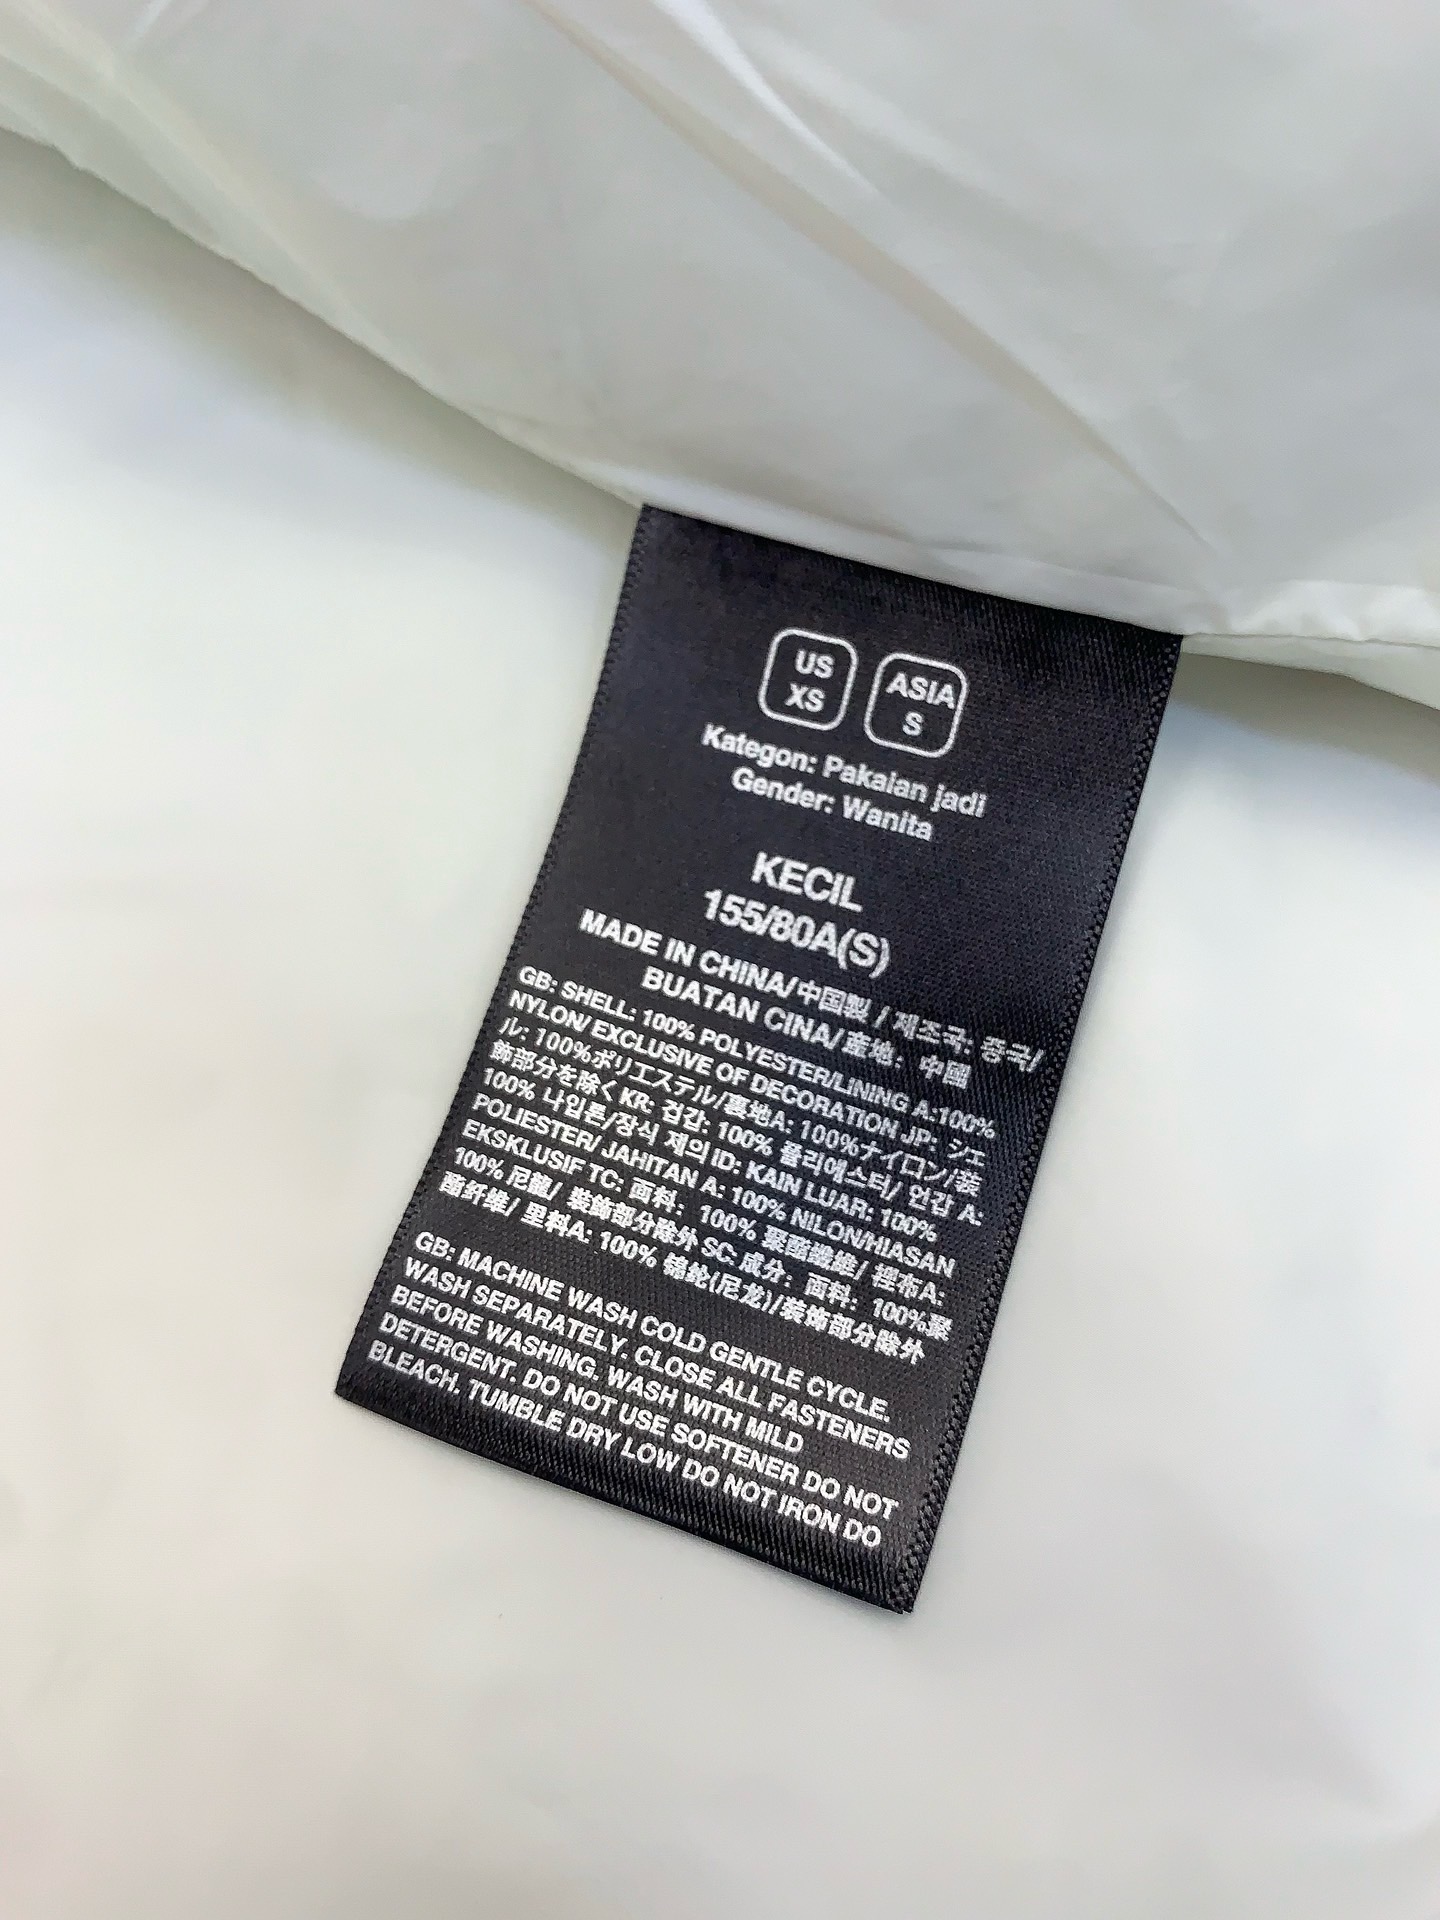 US
XS
ASIA
S
Kategori: Pakaian jadi
Gender: Wanita
KECIL
155/80A(S)
MADE IN CHINA/中国製 / 제조국: 중국/
BUATAN CINA/産地: 中國
GB: SHELL: 100% POLYESTER/LINING A:100%
NYLON/ EXCLUSIVE OF DECORATION JP: シェ
ル: 100%ポリエステル/裏地A: 100%ナイロン/装
飾部分を除く KR: 겉감: 100% 폴리에스터/ 안감 A:
100% 나일론/장식 제외 ID: KAIN LUAR: 100%
POLIESTER/ JAHITAN A: 100% NILON/HIASAN
EKSKLUSIF TC: 面料: 100% 聚酯纖維/ 裡布A:
100% 尼龍/ 裝飾部分除外 SC: 成分: 面料: 100%聚
酯纤维/ 里料A: 100% 锦纶(尼龙)/装饰部分除外
GB: MACHINE WASH COLD GENTLE CYCLE.
WASH SEPARATELY. CLOSE ALL FASTENERS
BEFORE WASHING. WASH WITH MILD
DETERGENT. DO NOT USE SOFTENER DO NOT
BLEACH. TUMBLE DRY LOW DO NOT IRON DO